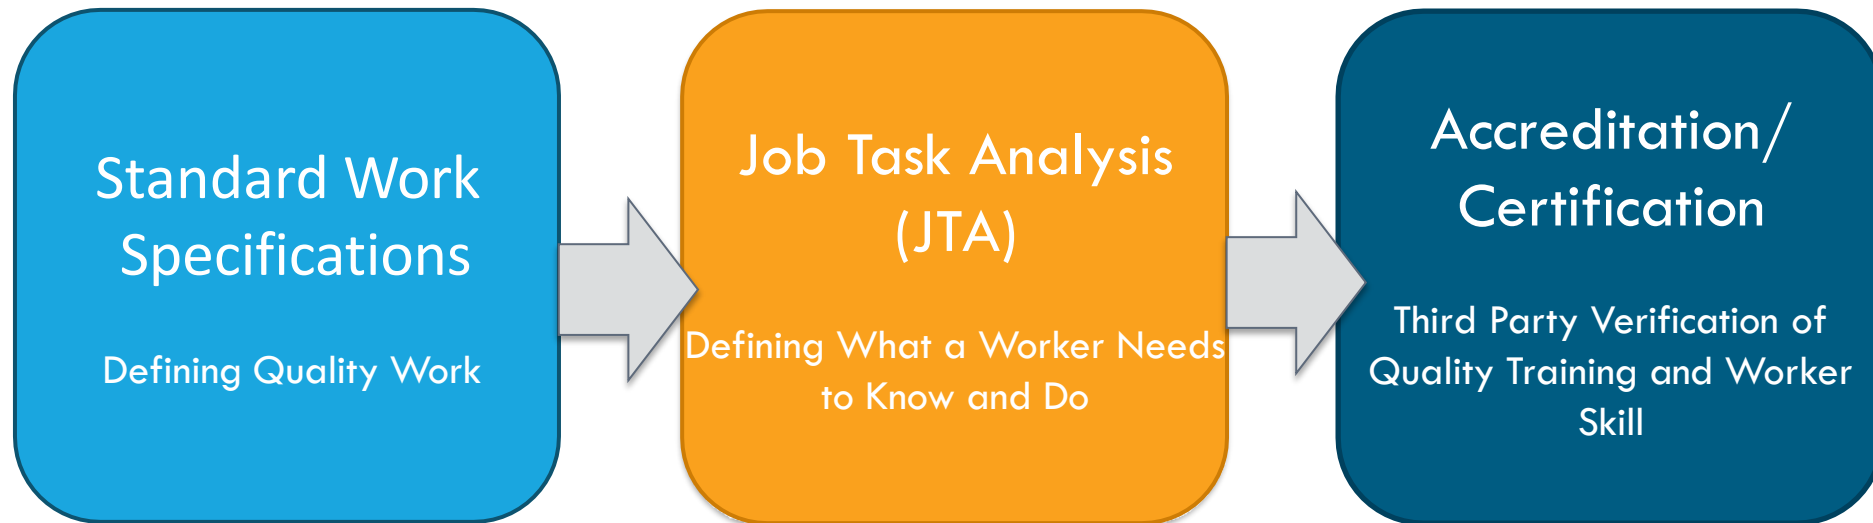 Standard Work
Specifications
Defining Quality Work
Job Task Analysis
(JTA)
Defining What a Worker Needs
to Know and Do
Accreditation/
Certification
Third Party Verification of
Quality Training and Worker
Skill